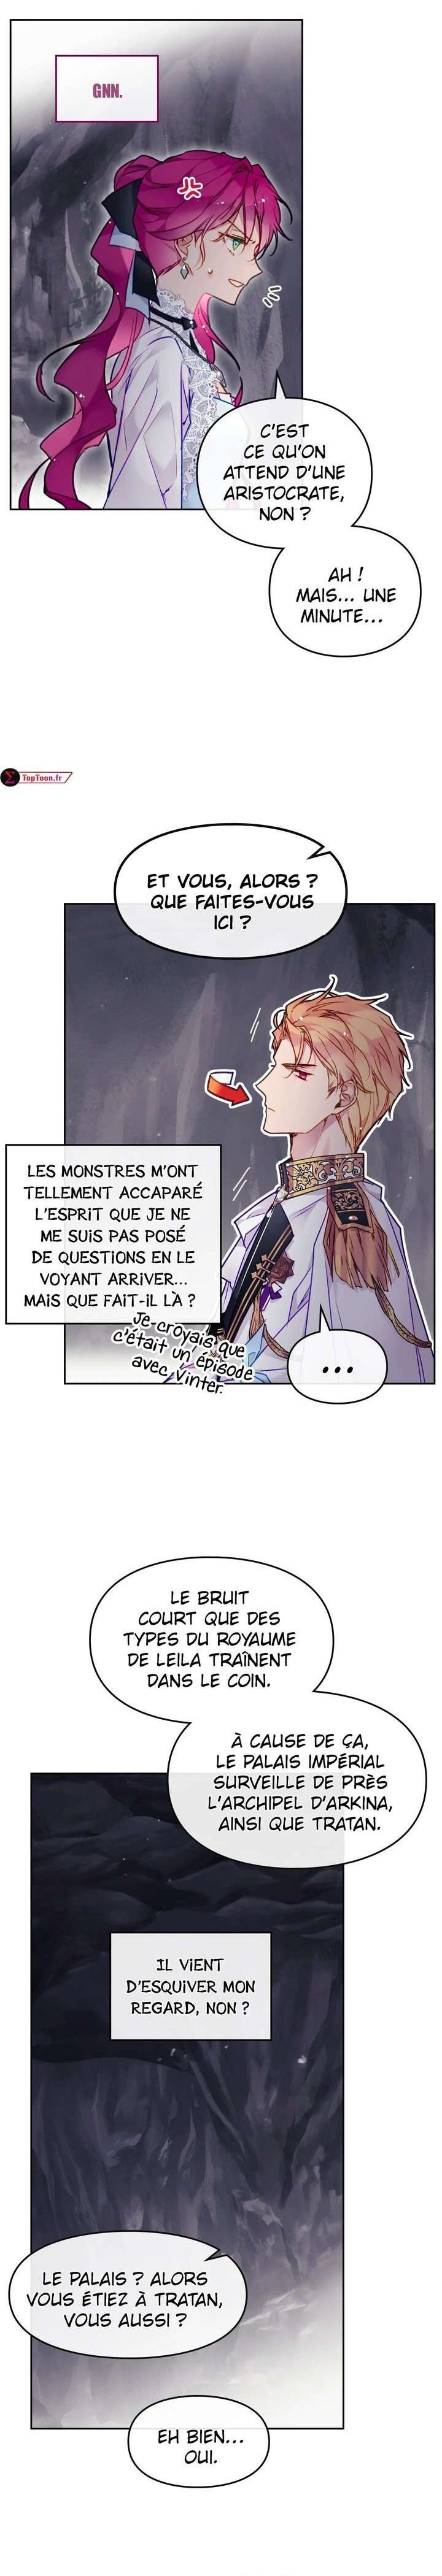 GNN.
C'EST
CE QU'ON
ATTEND D'UNE
ARISTOCRATE,
NON ?
AH !
MAIS... UNE
MINUTE...
TopToon.fr
ET VOUS, ALORS ?
QUE FAITES-VOUS
ICI ?
LES MONSTRES M'ONT
TELLEMENT ACCAPARÉ
L'ESPRIT QUE JE NE
ME SUIS PAS POSÉ
DE QUESTIONS EN LE
VOYANT ARRIVER...
MAIS QUE FAIT-IL LÀ ?
Je croyais que
c'était un épisode
avec Vinter.
...
LE BRUIT
COURT QUE DES
TYPES DU ROYAUME
DE LEILA TRAÎNENT
DANS LE COIN.
À CAUSE DE ÇA,
LE PALAIS IMPÉRIAL
SURVEILLE DE PRÈS
L'ARCHIPEL D'ARKINA,
AINSI QUE TRATAN.
IL VIENT
D'ESQUIVER MON
REGARD, NON ?
LE PALAIS ? ALORS
VOUS ÉTIEZ À TRATAN,
VOUS AUSSI ?
EH BIEN...
OUI.